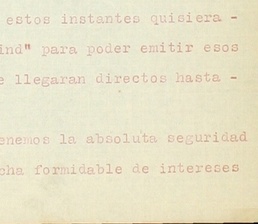 estos instantes quisiera -
ind" para poder emitir esos
e llegaran directos hasta -
enemos la absoluta seguridad
cha formidable de intereses